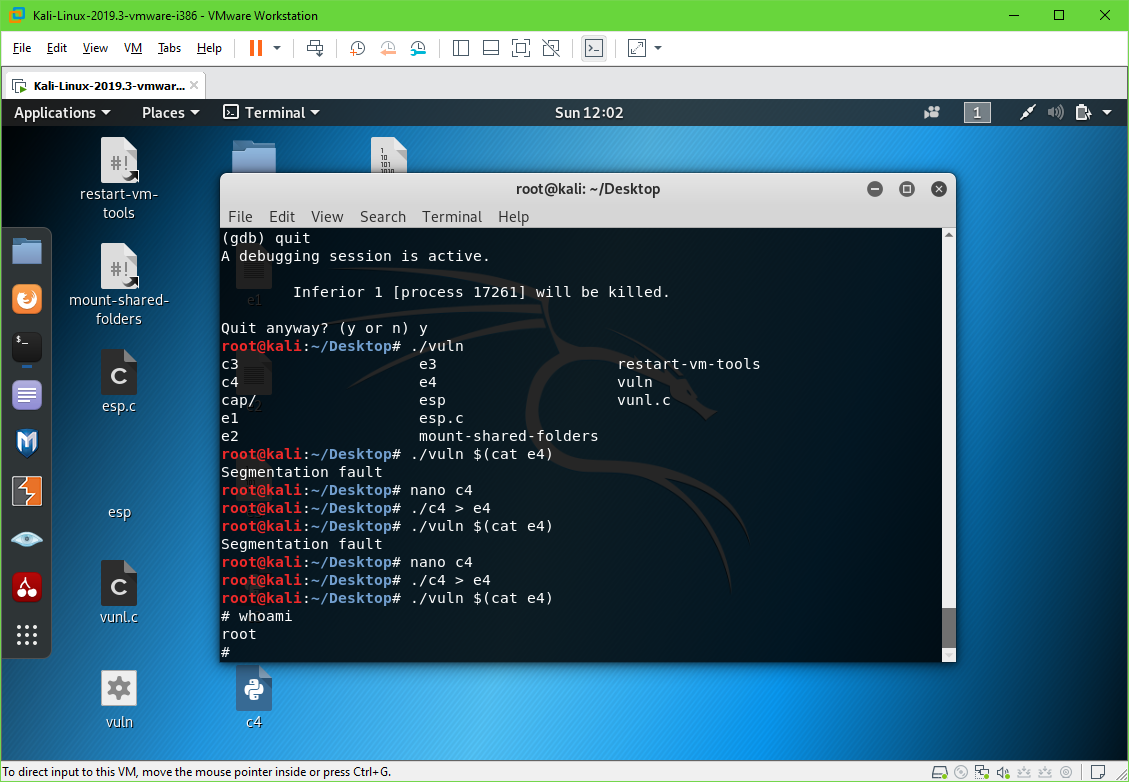 Kali-Linux-2019.3-vmware-i386 - VMware Workstation
File Edit View VM Tabs Help
Kali-Linux-2019.3-vmwar...
Applications Places Terminal Sun 12:02 1
restart-vm-
tools
mount-shared-
folders
esp.c
esp
vunl.c
vuln
c4
root@kali: ~/Desktop
File Edit View Search Terminal Help
(gdb) quit
A debugging session is active.
Inferior 1 [process 17261] will be killed.
Quit anyway? (y or n) y
root@kali:~/Desktop# ./vuln
c3 e3 restart-vm-tools
c4 e4 vuln
cap/ esp vunl.c
e1 esp.c
e2 mount-shared-folders
root@kali:~/Desktop# ./vuln $(cat e4)
Segmentation fault
root@kali:~/Desktop# nano c4
root@kali:~/Desktop# ./c4 > e4
root@kali:~/Desktop# ./vuln $(cat e4)
Segmentation fault
root@kali:~/Desktop# nano c4
root@kali:~/Desktop# ./c4 > e4
root@kali:~/Desktop# ./vuln $(cat e4)
# whoami
root
#
To direct input to this VM, move the mouse pointer inside or press Ctrl+G.